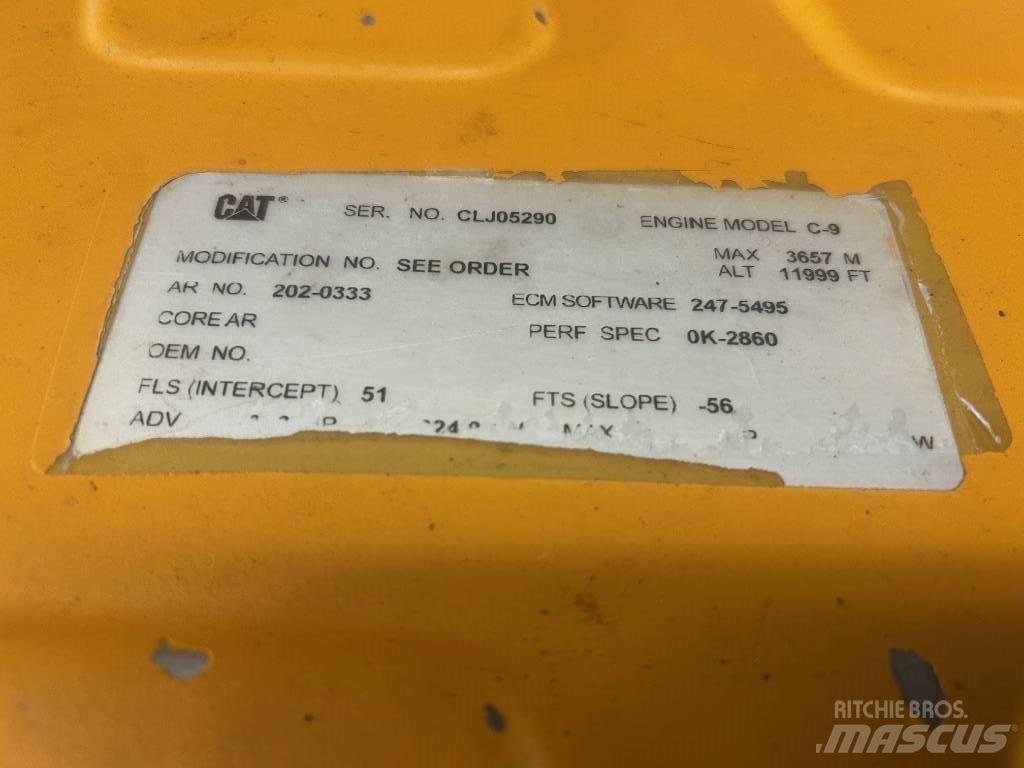 CAT® SER. NO. CLJ05290 ENGINE MODEL C-9
MODIFICATION NO. SEE ORDER MAX ALT 3657 M 11999 FT
AR NO. 202-0333 ECM SOFTWARE 247-5495
CORE AR PERF SPEC 0K-2860
OEM NO.
FLS (INTERCEPT) 51 FTS (SLOPE) -56
ADV MAX
RITCHIE BROS.
MASCUS